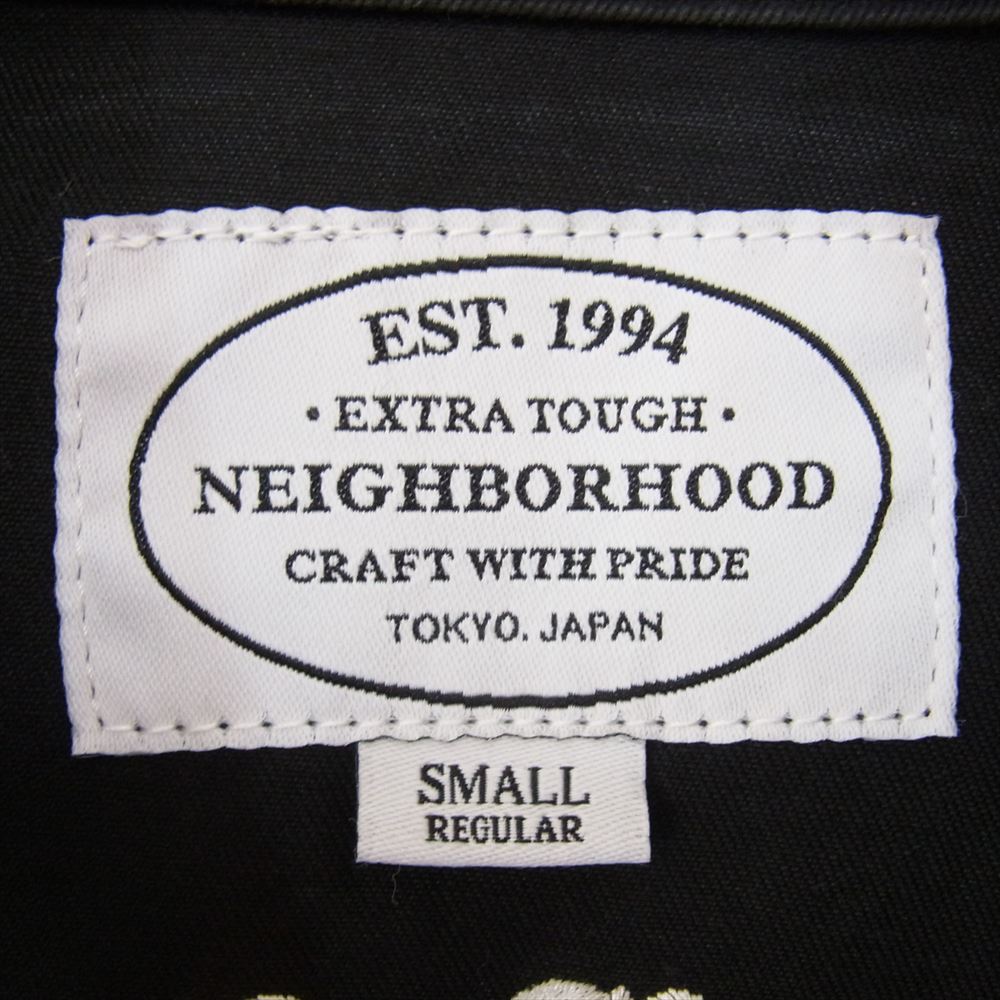 EST. 1994
• EXTRA TOUGH •
NEIGHBORHOOD
CRAFT WITH PRIDE
TOKYO. JAPAN
SMALL
REGULAR